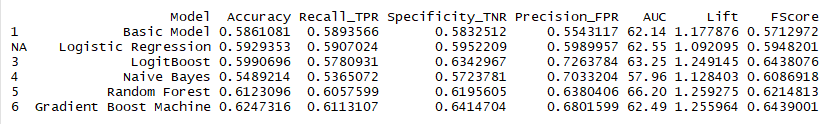 Model Accuracy Recall_TPR Specificity_TNR Precision_FPR AUC Lift FScore
1 Basic Model 0.5861081 0.5893566 0.5832512 0.5543117 62.14 1.177876 0.5712972
NA Logistic Regression 0.5929353 0.5907024 0.5952209 0.5989957 62.55 1.092095 0.5948201
3 LogitBoost 0.5990696 0.5780931 0.6342967 0.7263784 63.25 1.249145 0.6438076
4 Naive Bayes 0.5489214 0.5365072 0.5723781 0.7033204 57.96 1.128403 0.6086918
5 Random Forest 0.6123096 0.6057599 0.6195605 0.6380406 66.20 1.259275 0.6214813
6 Gradient Boost Machine 0.6247316 0.6113107 0.6414704 0.6801599 62.49 1.255964 0.6439001